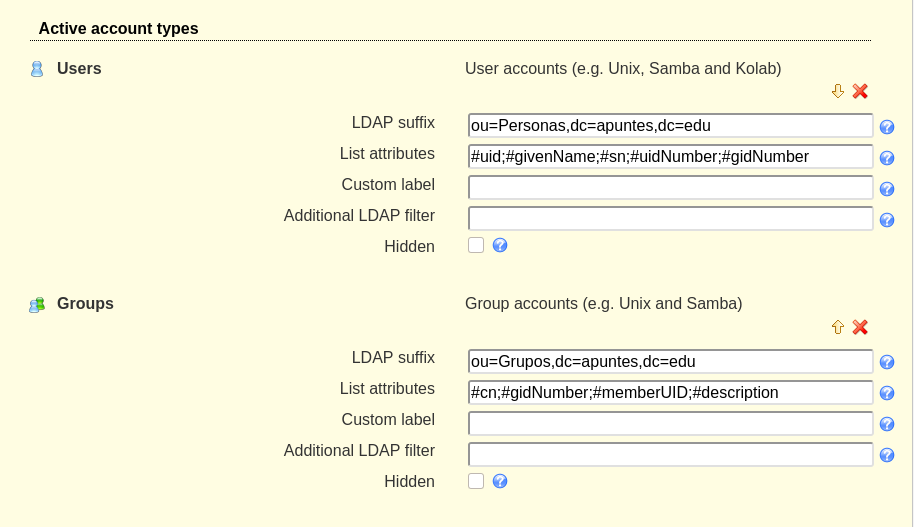 Active account types
Users User accounts (e.g. Unix, Samba and Kolab)
LDAP suffix ou=Personas,dc=apuntes,dc=edu
List attributes #uid;#givenName;#sn;#uidNumber;#gidNumber
Custom label
Additional LDAP filter
Hidden
Groups Group accounts (e.g. Unix and Samba)
LDAP suffix ou=Grupos,dc=apuntes,dc=edu
List attributes #cn;#gidNumber;#memberUID;#description
Custom label
Additional LDAP filter
Hidden